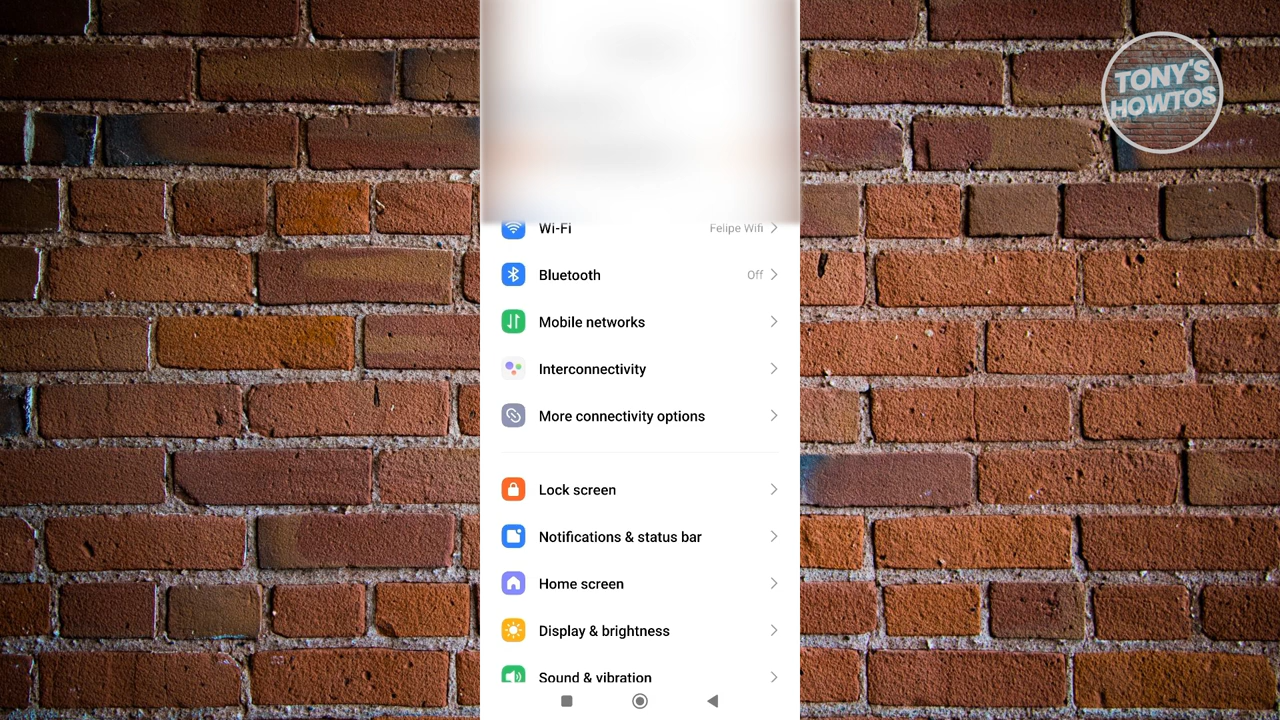 TONY'S
HOWTOS
Wi-Fi Felipe Wifi
Bluetooth Off
Mobile networks
Interconnectivity
More connectivity options
Lock screen
Notifications & status bar
Home screen
Display & brightness
Sound & vibration